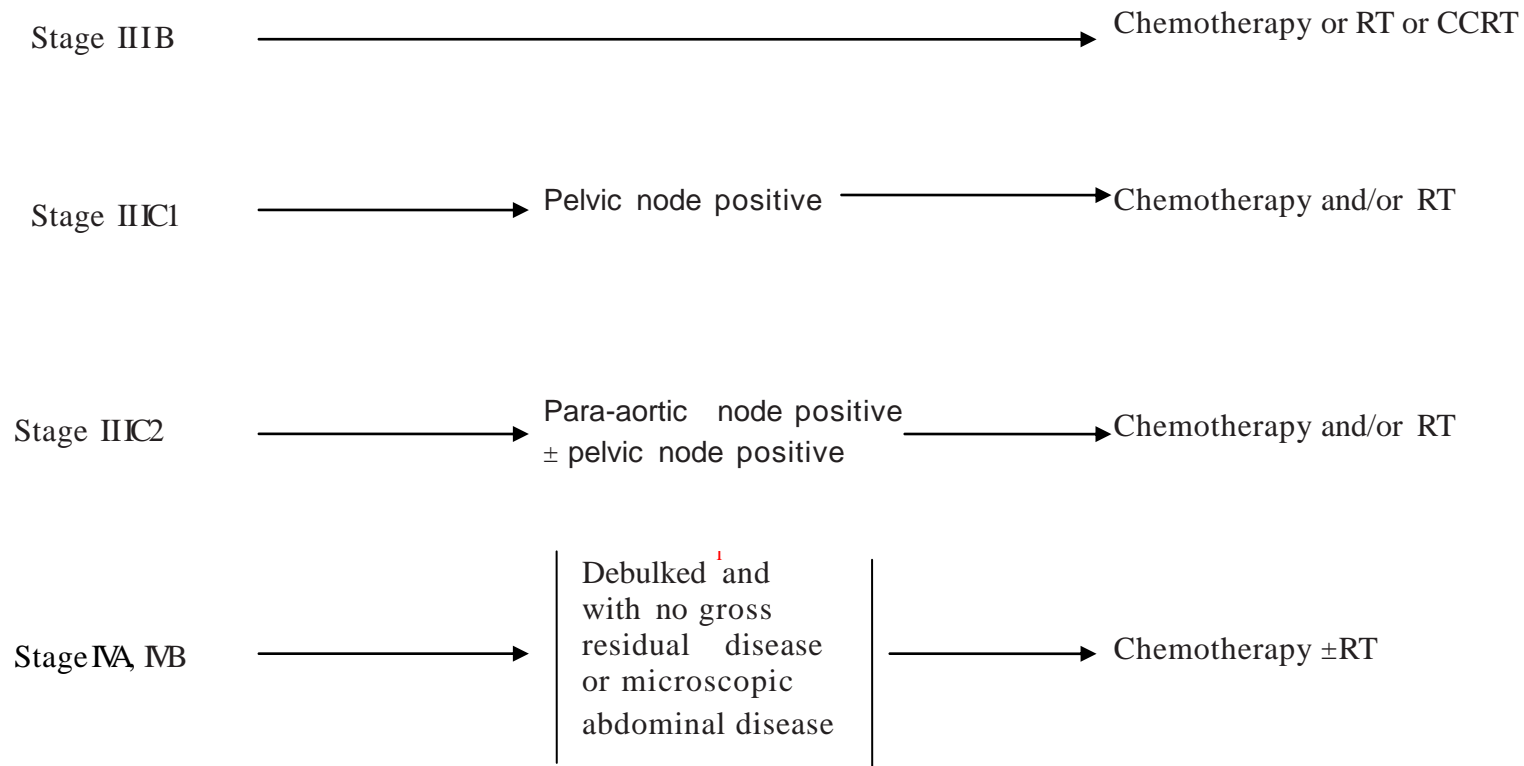 Stage IIIB
Chemotherapy or RT or CCRT
Stage IIIC1
Pelvic node positive
Chemotherapy and/or RT
Stage IIIC2
Para-aortic node positive
± pelvic node positive
Chemotherapy and/or RT
Stage IVA, IVB
Debulked and
with no gross
residual disease
or microscopic
abdominal disease
Chemotherapy ±RT